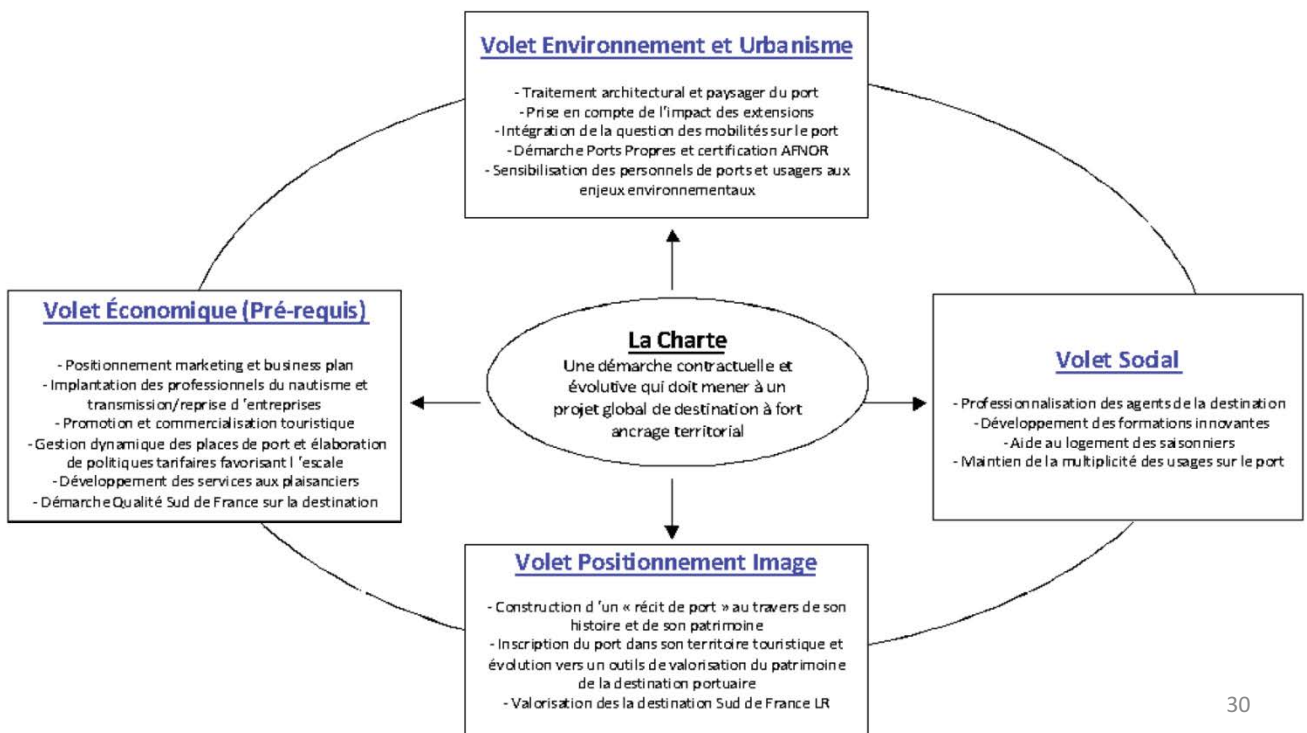 Volet Environnement et Urbanisme
- Traitement architectural et paysager du port
- Prise en compte de l'impact des extensions
- Intégration de la question des mobilités sur le port
- Démarche Ports Propres et certification AFNOR
- Sensibilisation des personnels de ports et usagers aux
enjeux environnementaux
Volet Économique (Pré-requis)
- Positionnement marketing et business plan
- Implantation des professionnels du nautisme et
transmission/reprise d'entreprises
- Promotion et commercialisation touristique
- Gestion dynamique des places de port et élaboration
de politiques tarifaires favorisant l'escale
- Développement des services aux plaisanciers
- Démarche Qualité Sud de France sur la destination
La Charte
Une démarche contractuelle et
évolutive qui doit mener à un
projet global de destination à fort
ancrage territorial
Volet Social
- Professionnalisation des agents de la destination
- Développement des formations innovantes
- Aide au logement des saisonniers
- Maintien de la multiplicité des usages sur le port
Volet Positionnement Image
- Construction d'un « récit de port » au travers de son
histoire et de son patrimoine
- Inscription du port dans son territoire touristique et
évolution vers un outils de valorisation du patrimoine
de la destination portuaire
- Valorisation des la destination Sud de France LR
30